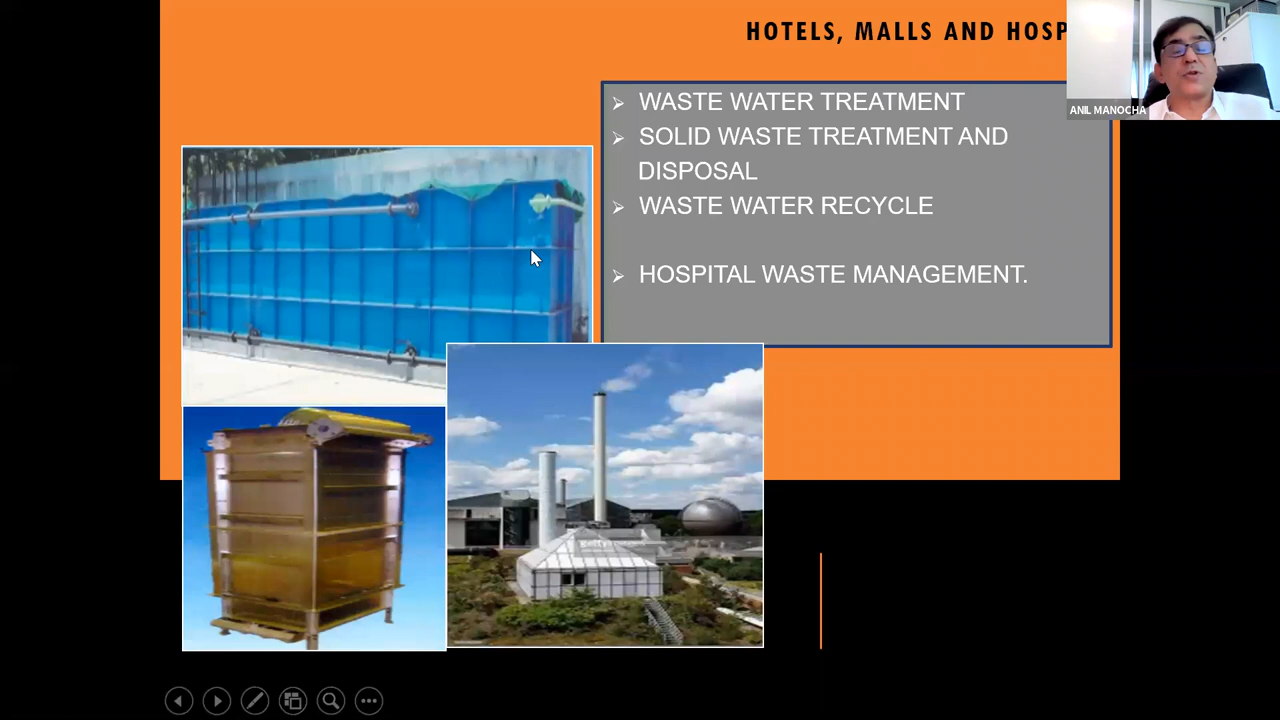 HOTELS, MALLS AND HOSP
ANIL MANOCHA
WASTE WATER TREATMENT
SOLID WASTE TREATMENT AND
DISPOSAL
WASTE WATER RECYCLE
HOSPITAL WASTE MANAGEMENT.